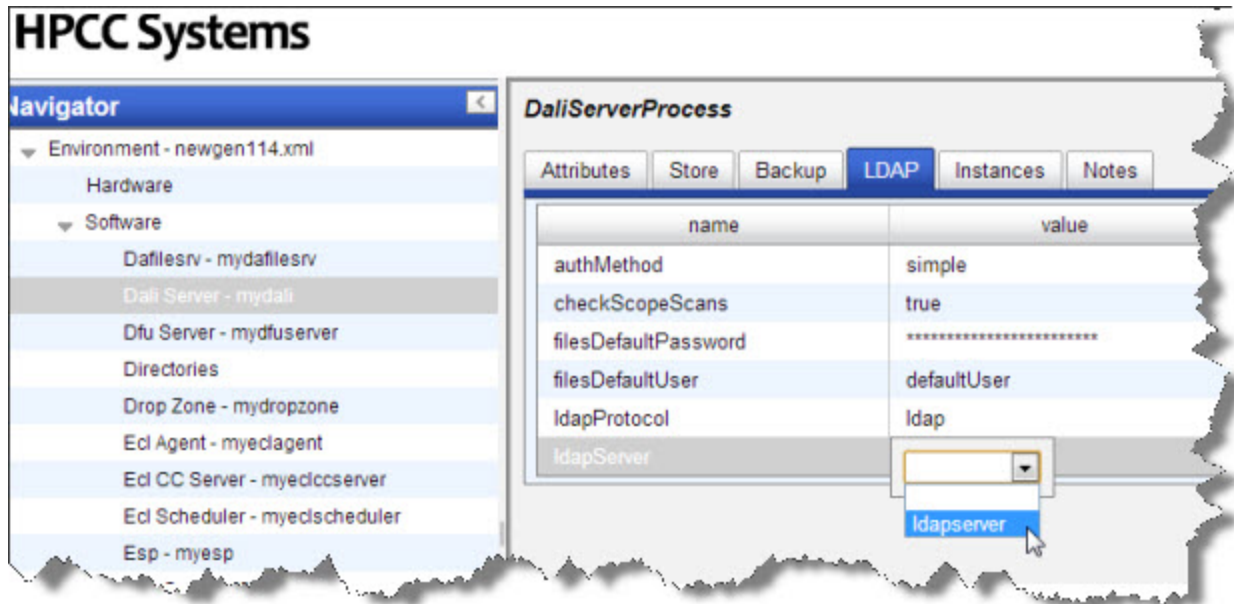 HPCC Systems
Navigator
Environment - newgen114.xml
Hardware
Software
Dafilesrv - mydafilesrv
Dali Server - mydali
Dfu Server - mydfuserver
Directories
Drop Zone - mydropzone
Ecl Agent - myeclagent
Ecl CC Server - myeclccserver
Ecl Scheduler - myeclscheduler
Esp - myesp
DaliServerProcess
Attributes Store Backup LDAP Instances Notes
name value
authMethod simple
checkScopeScans true
filesDefaultPassword ************************
filesDefaultUser defaultUser
ldapProtocol ldap
ldapServer
ldapserver